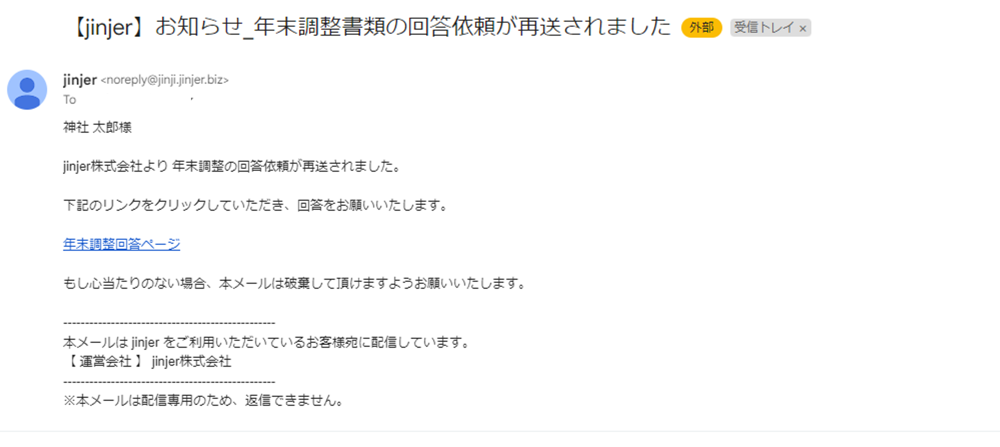 【jinjer】お知らせ_年末調整書類の回答依頼が再送されました 外部 受信トレイ ×
jinjer <noreply@jinji.jinjer.biz>
To
神社 太郎様
jinjer株式会社より 年末調整の回答依頼が再送されました。
下記のリンクをクリックしていただき、回答をお願いいたします。
年末調整回答ページ
もし心当たりのない場合、本メールは破棄して頂けますようお願いいたします。
-------------------------------------------------
本メールは jinjer をご利用いただいているお客様宛に配信しています。
【 運営会社 】 jinjer株式会社
-------------------------------------------------
※本メールは配信専用のため、返信できません。